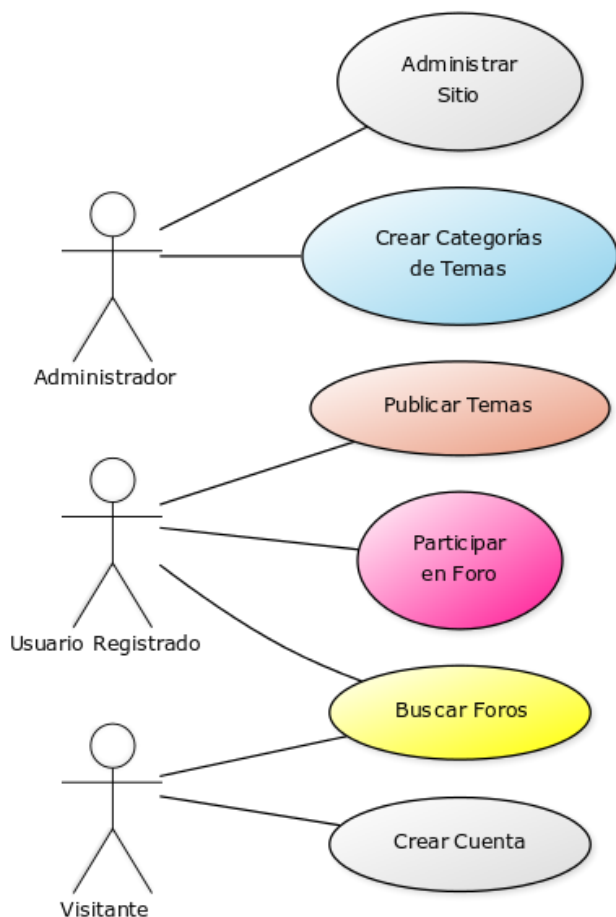 Administrar
Sitio
Crear Categorías
de Temas
Administrador
Publicar Temas
Participar
en Foro
Usuario Registrado
Buscar Foros
Crear Cuenta
Visitante